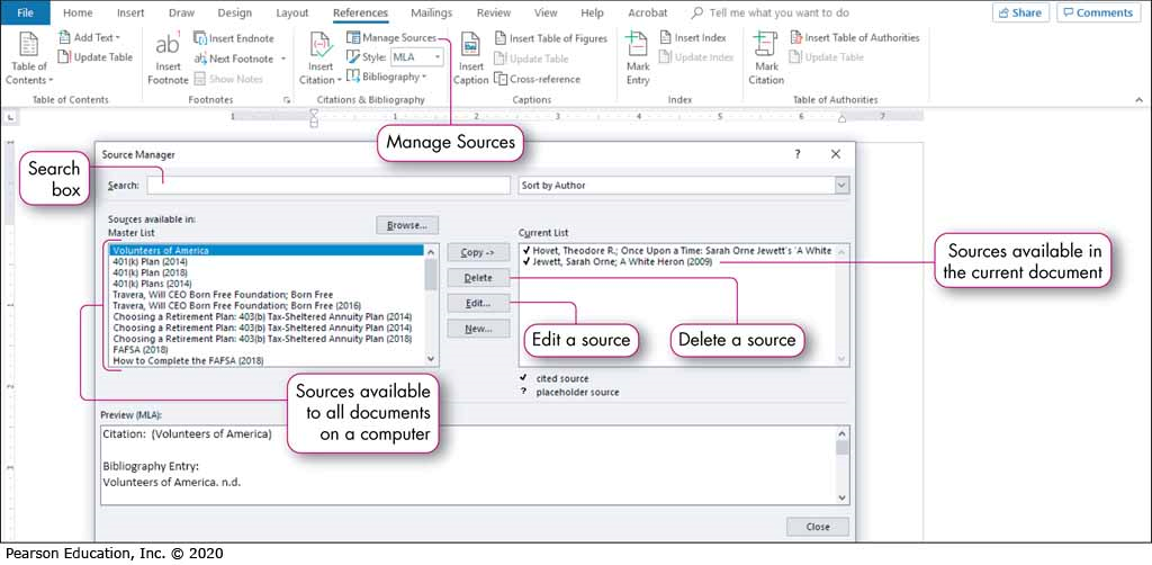 File Home Insert Draw Design Layout References Mailings Review View Help Acrobat Tell me what you want to do Share Comments
Table of Contents
Add Text
Update Table
Table of Contents
ab1
Insert Footnote
Insert Endnote
Next Footnote
Show Notes
Footnotes
Insert Citation
Manage Sources
Style: MLA
Bibliography
Citations & Bibliography
Insert Caption
Insert Table of Figures
Update Table
Cross-reference
Captions
Mark Entry
Insert Index
Update Index
Index
Mark Citation
Insert Table of Authorities
Update Table
Table of Authorities
1 1 2 3 4 5 6 7
Manage Sources
Source Manager ? ×
Search box
Search:
Sort by Author
Sources available in:
Master List
Browse...
Current List
Volunteers of America
401(k) Plan (2014)
401(k) Plan (2018)
401(k) Plans (2014)
Travera, Will CEO Born Free Foundation; Born Free
Travera, Will CEO Born Free Foundation; Born Free (2016)
Choosing a Retirement Plan: 403(b) Tax-Sheltered Annuity Plan (2014)
Choosing a Retirement Plan: 403(b) Tax-Sheltered Annuity Plan (2014)
Choosing a Retirement Plan: 403(b) Tax-Sheltered Annuity Plan (2018)
FAFSA (2018)
How to Complete the FAFSA (2018)
Copy ->
Delete
Edit...
New...
✓ Hovet, Theodore R.; Once Upon a Time: Sarah Orne Jewett's 'A White
✓ Jewett, Sarah Orne; A White Heron (2009)
Sources available in
the current document
Edit a source
Delete a source
✓ cited source
? placeholder source
Sources available
to all documents
on a computer
Preview (MLA):
Citation: (Volunteers of America)
Bibliography Entry:
Volunteers of America. n.d.
Close
Pearson Education, Inc. © 2020